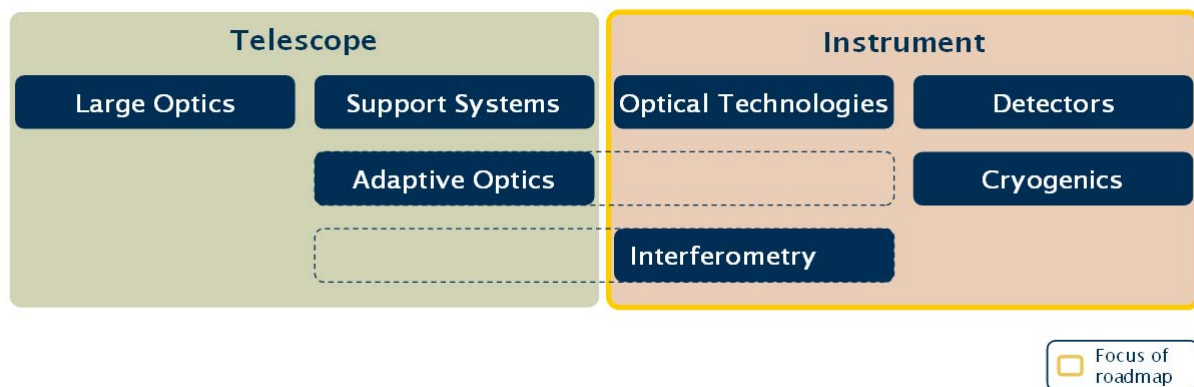 Telescope
Instrument
Large Optics
Support Systems
Optical Technologies
Detectors
Adaptive Optics
Cryogenics
Interferometry
Focus of
roadmap